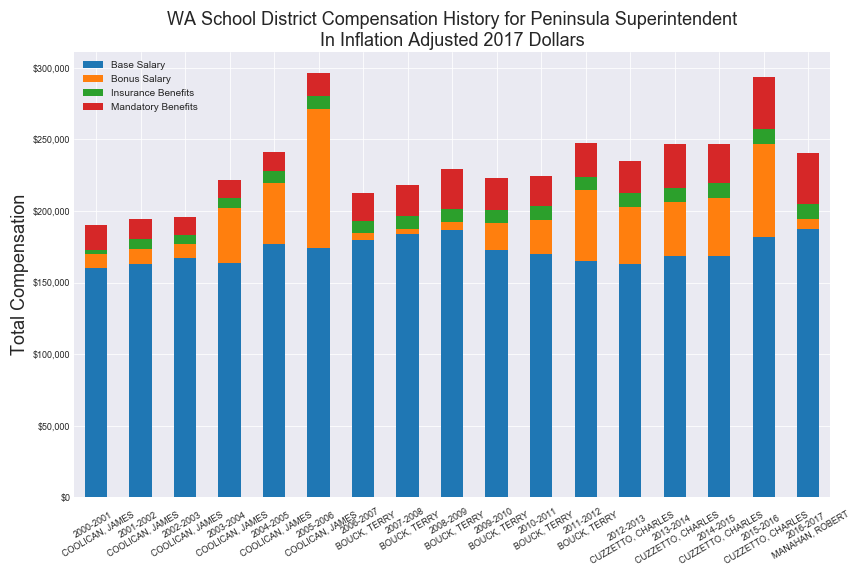 WA School District Compensation History for Peninsula Superintendent
In Inflation Adjusted 2017 Dollars
Base Salary
Bonus Salary
Insurance Benefits
Mandatory Benefits
Total Compensation
$300,000
$250,000
$200,000
$150,000
$100,000
$50,000
$0
2000-2001
COOLICAN, JAMES
2001-2002
COOLICAN, JAMES
2002-2003
COOLICAN, JAMES
2003-2004
COOLICAN, JAMES
2004-2005
COOLICAN, JAMES
2005-2006
COOLICAN, JAMES
2006-2007
BOUCK, TERRY
2007-2008
BOUCK, TERRY
2008-2009
BOUCK, TERRY
2009-2010
BOUCK, TERRY
2010-2011
BOUCK, TERRY
2011-2012
BOUCK, TERRY
2012-2013
CUZZETTO, CHARLES
2013-2014
CUZZETTO, CHARLES
2014-2015
CUZZETTO, CHARLES
2015-2016
CUZZETTO, CHARLES
2016-2017
MANAHAN, ROBERT